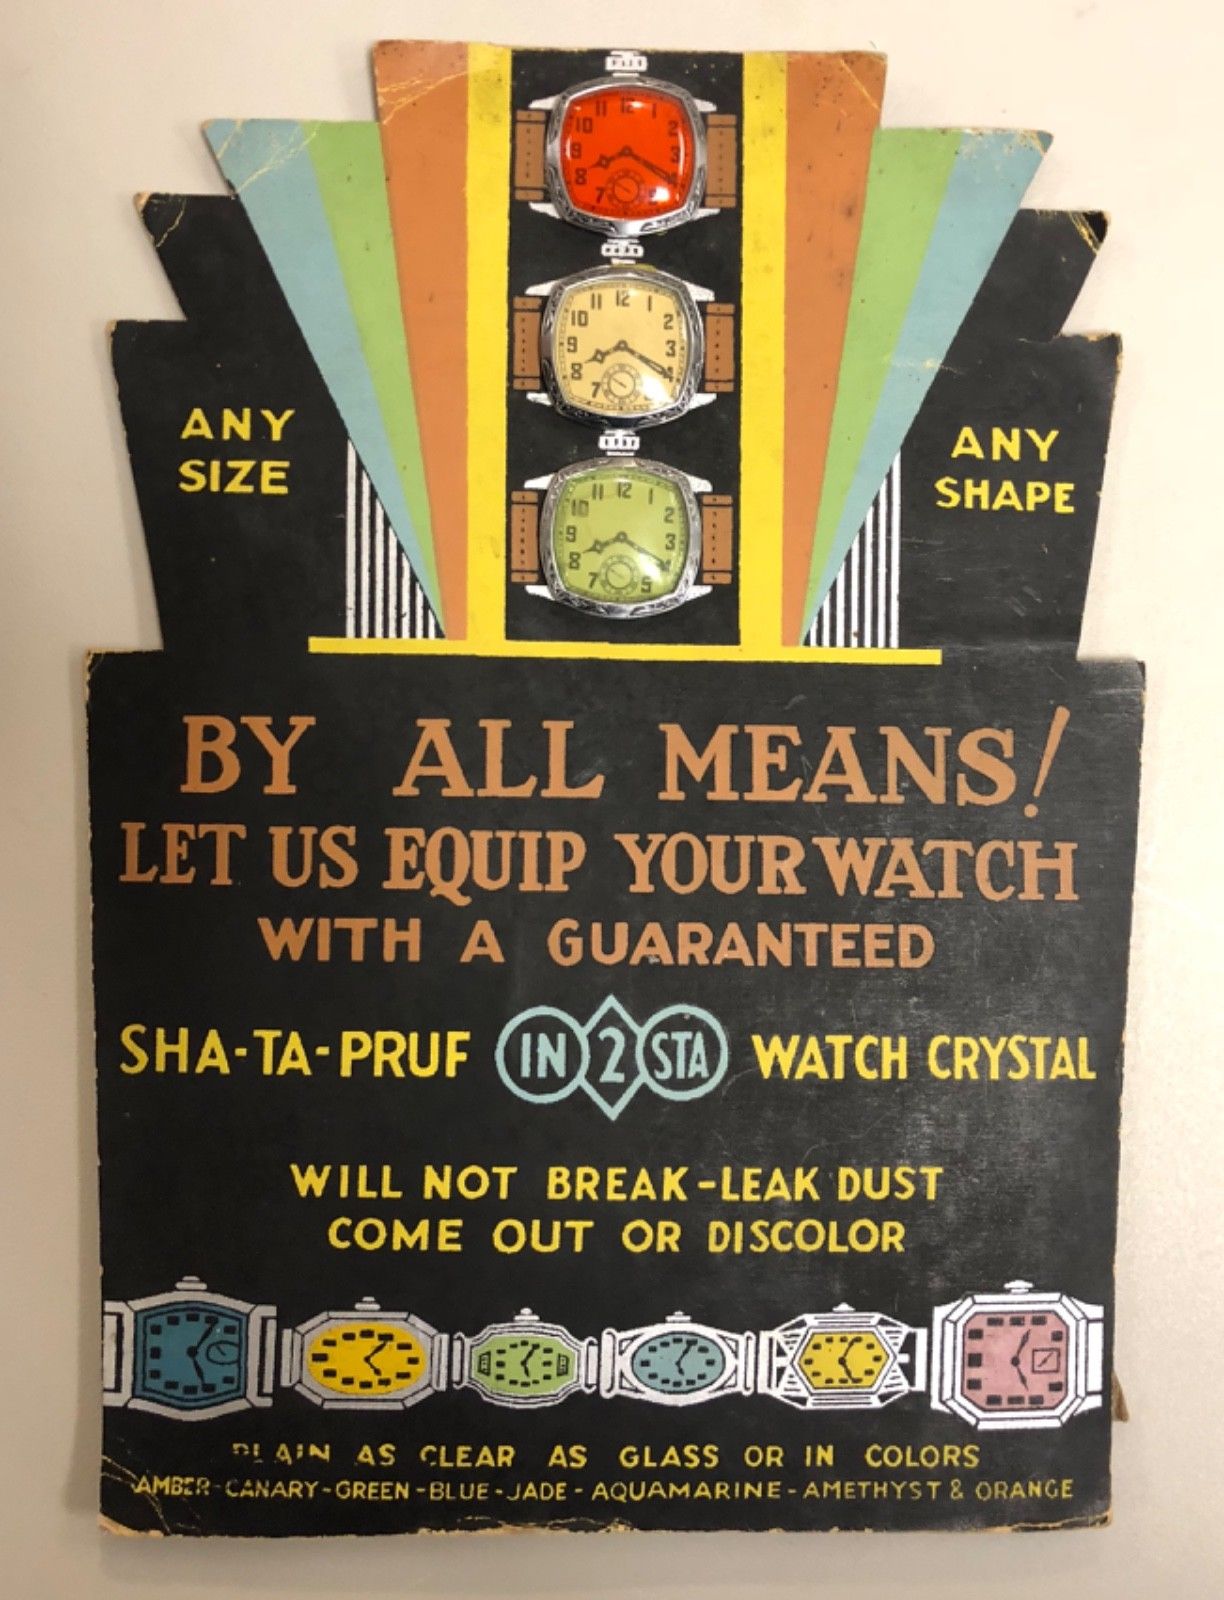 ANY
SIZE
ANY
SHAPE
BY ALL MEANS!
LET US EQUIP YOUR WATCH
WITH A GUARANTEED
SHA-TA-PRUF IN 2 STA WATCH CRYSTAL
WILL NOT BREAK-LEAK DUST
COME OUT OR DISCOLOR
PLAIN AS CLEAR AS GLASS OR IN COLORS
AMBER-CANARY-GREEN-BLUE-JADE-AQUAMARINE-AMETHYST & ORANGE